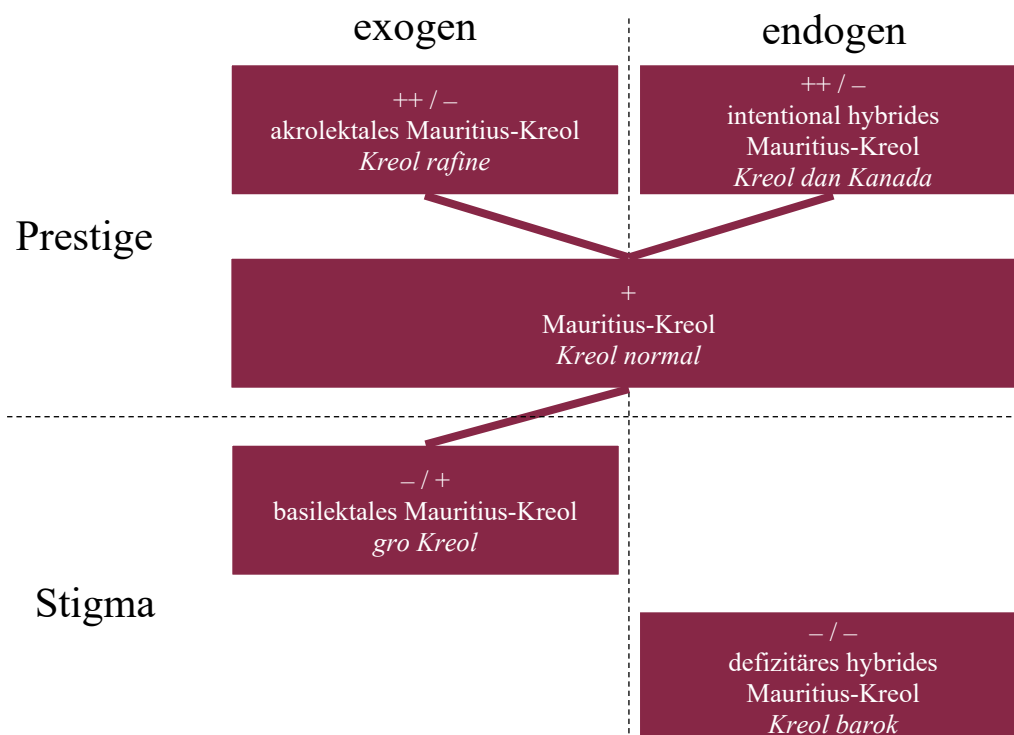 exogen
endogen
++ / –
akrolektales Mauritius-Kreol
Kreol rafine
++ / –
intentional hybrides
Mauritius-Kreol
Kreol dan Kanada
Prestige
+
Mauritius-Kreol
Kreol normal
– / +
basilektales Mauritius-Kreol
gro Kreol
Stigma
– / –
defizitäres hybrides
Mauritius-Kreol
Kreol barok